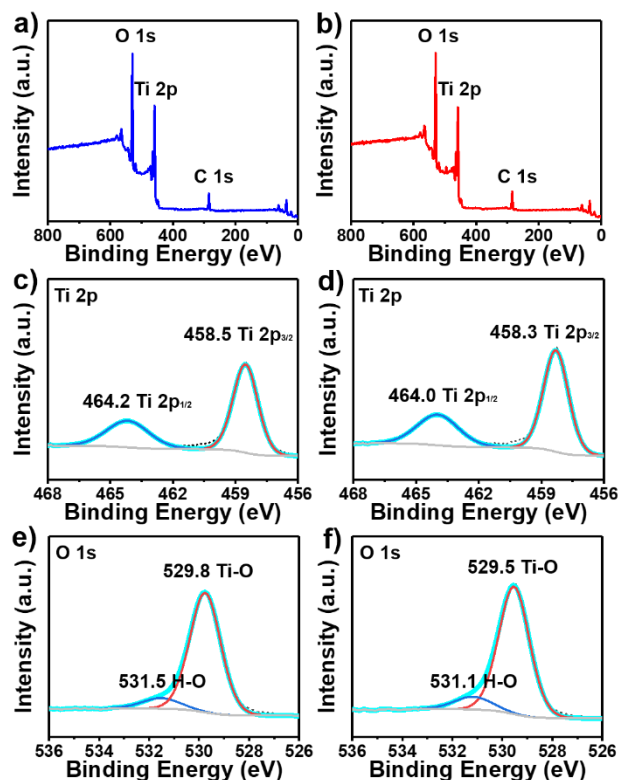 a)
O 1s
Ti 2p
C 1s
Intensity (a.u.)
800 600 400 200 0
Binding Energy (eV)
b)
O 1s
Ti 2p
C 1s
Intensity (a.u.)
800 600 400 200 0
Binding Energy (eV)
c)
Ti 2p
458.5 Ti 2p3/2
464.2 Ti 2p1/2
Intensity (a.u.)
468 465 462 459 456
Binding Energy (eV)
d)
Ti 2p
458.3 Ti 2p3/2
464.0 Ti 2p1/2
Intensity (a.u.)
468 465 462 459 456
Binding Energy (eV)
e)
O 1s
529.8 Ti-O
531.5 H-O
Intensity (a.u.)
536 534 532 530 528 526
Binding Energy (eV)
f)
O 1s
529.5 Ti-O
531.1 H-O
Intensity (a.u.)
536 534 532 530 528 526
Binding Energy (eV)